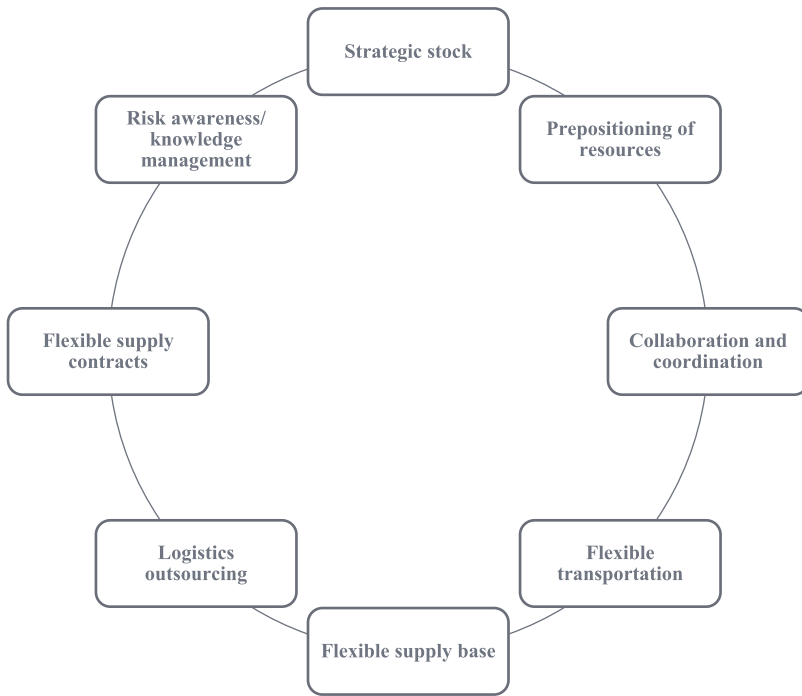 Strategic stock
Prepositioning of
resources
Collaboration and
coordination
Flexible
transportation
Flexible supply base
Logistics
outsourcing
Flexible supply
contracts
Risk awareness/
knowledge
management